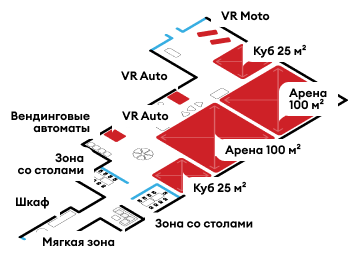 VR Moto
Куб 25 м²
VR Auto
Арена
100 м²
VR Auto
Вендинговые
автоматы
Арена 100 м²
Зона
со столами
Куб 25 м²
Шкаф
Зона со столами
Мягкая зона